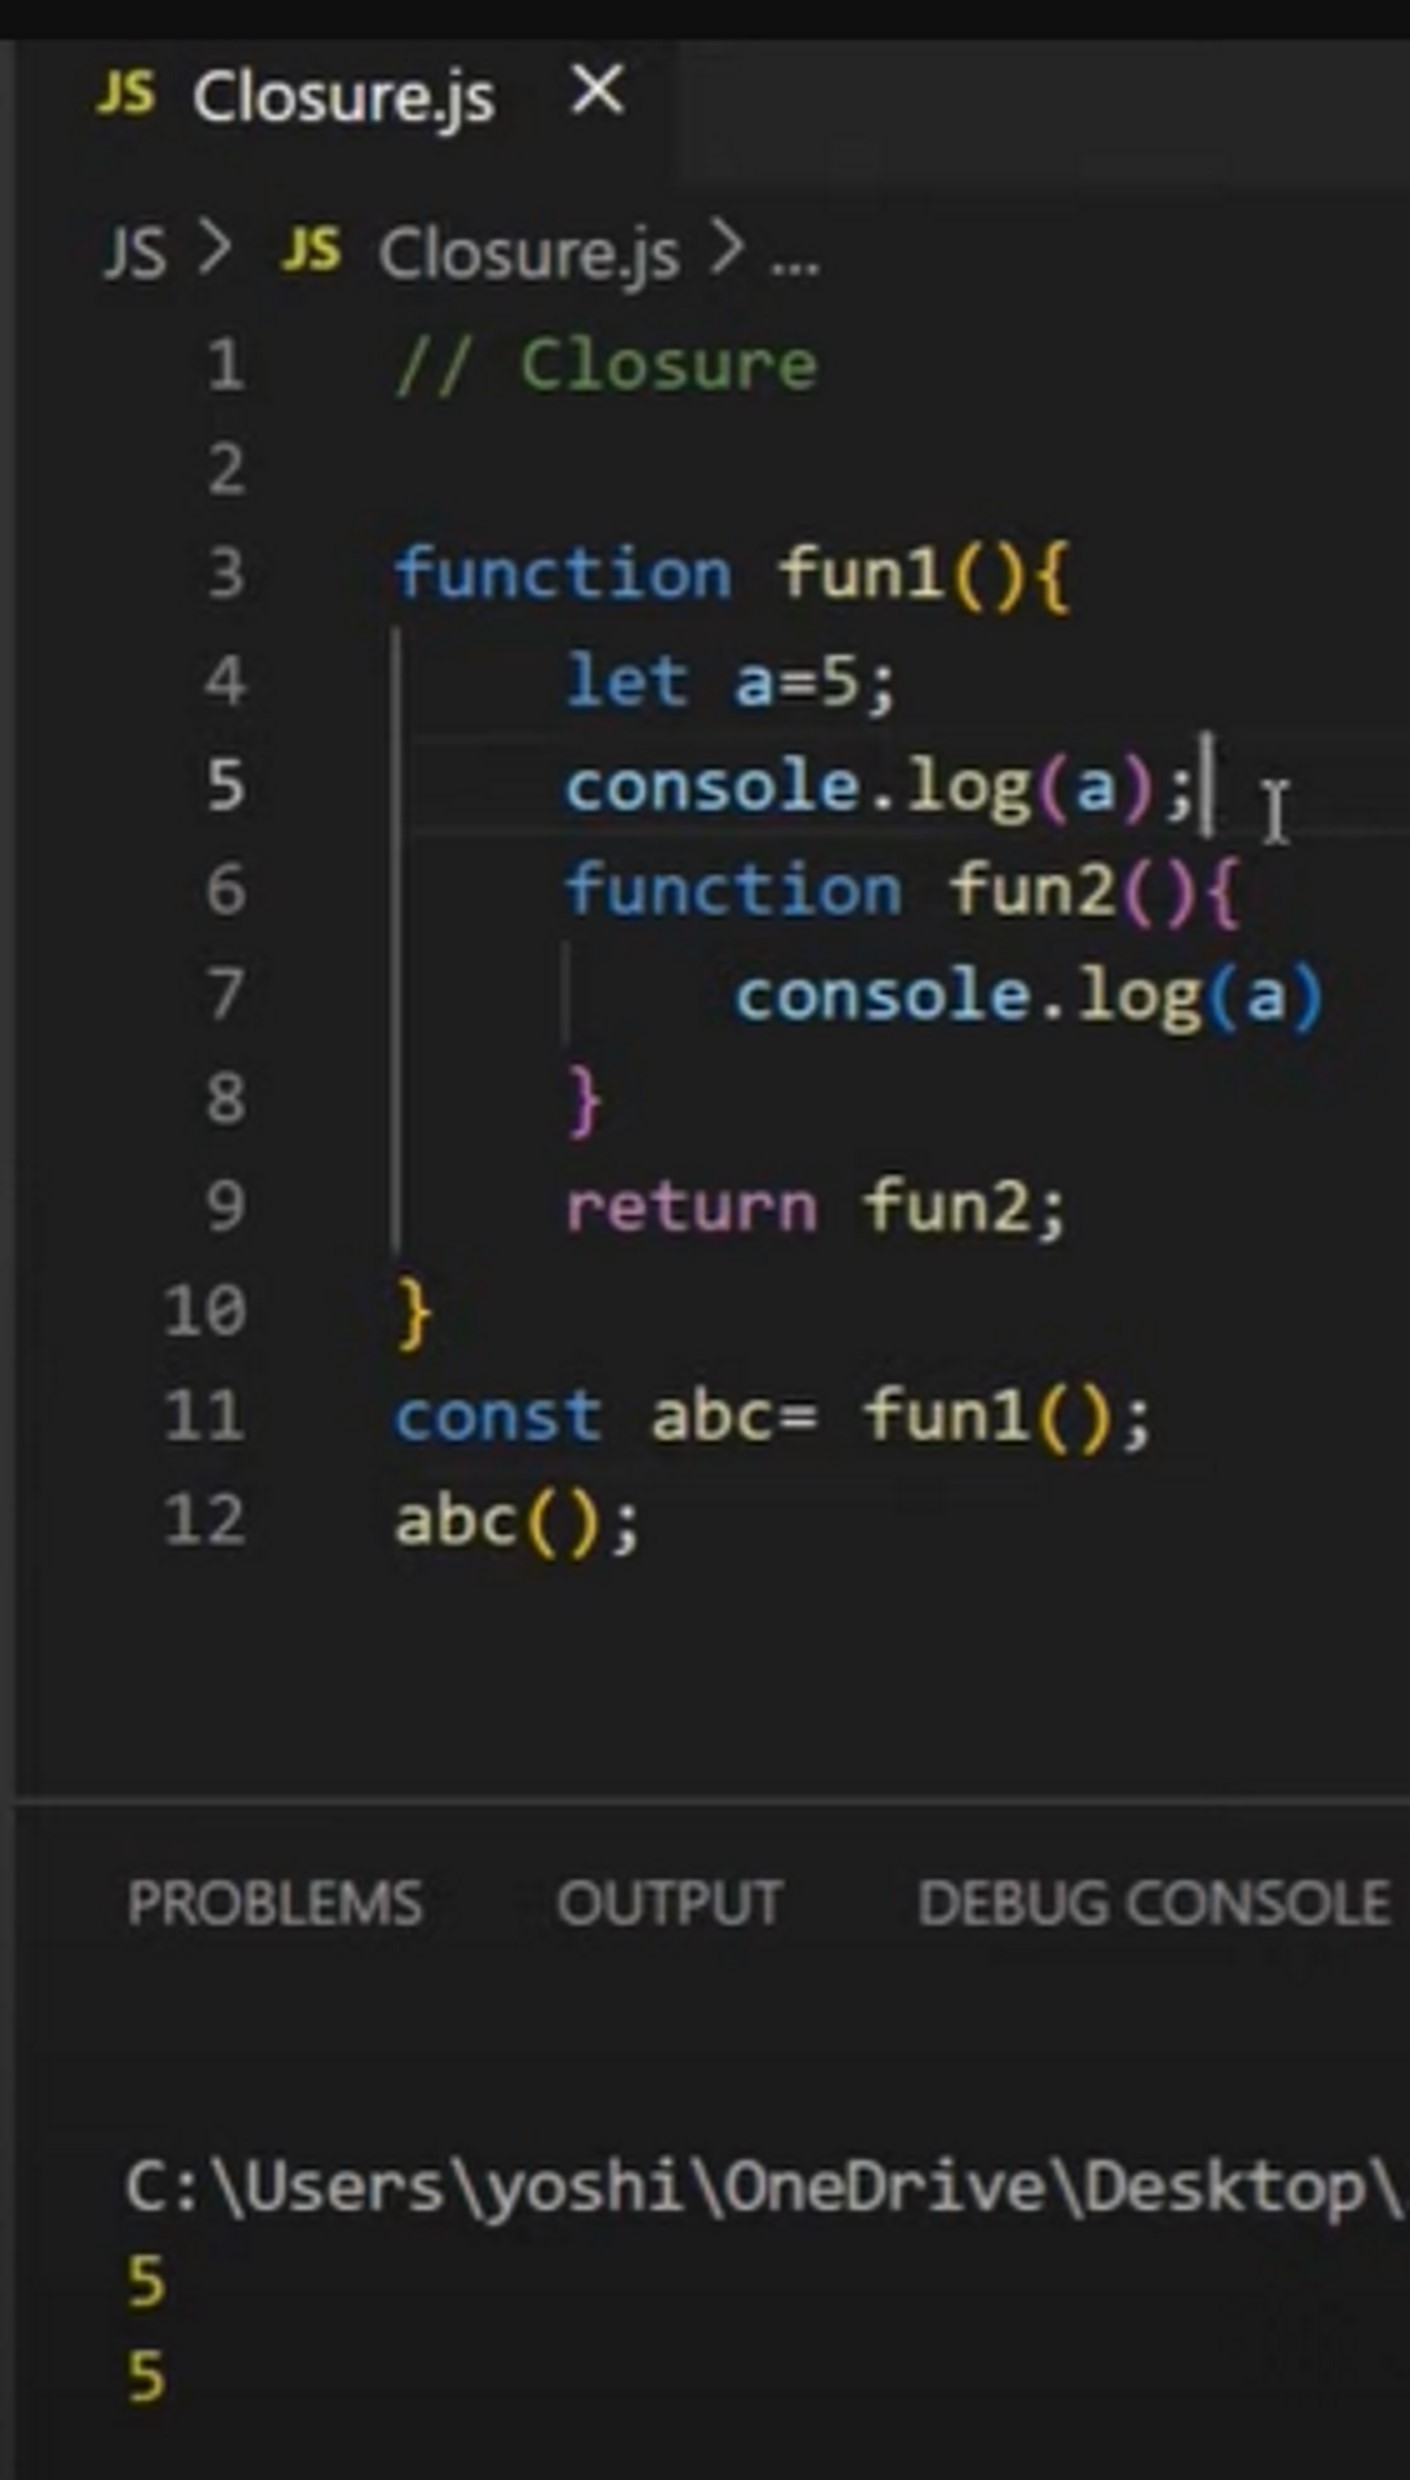 JS Closure.js ×
JS > JS Closure.js > ...
1 // Closure
2
3 function fun1(){
4 let a=5;
5 console.log(a);
6 function fun2(){
7 console.log(a)
8 }
9 return fun2;
10 }
11 const abc= fun1();
12 abc();
PROBLEMS OUTPUT DEBUG CONSOLE
C:\Users\yoshi\OneDrive\Desktop\
5
5